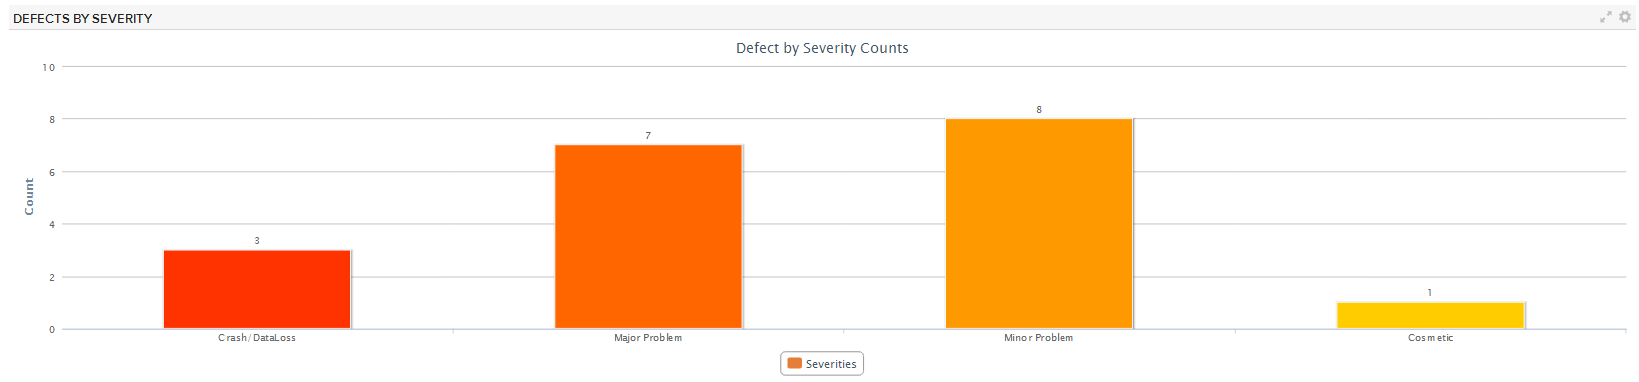 DEFECTS BY SEVERITY
Defect by Severity Counts
10
8
6
4
2
0
Count
3
7
8
1
Crash/DataLoss
Major Problem
Minor Problem
Cosmetic
Severities